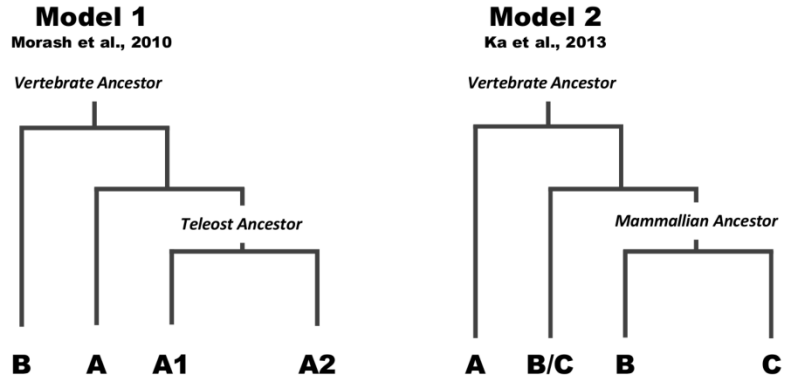 Model 1
Morash et al., 2010
Vertebrate Ancestor
Teleost Ancestor
B A A1 A2
Model 2
Ka et al., 2013
Vertebrate Ancestor
Mammallian Ancestor
A B/C B C